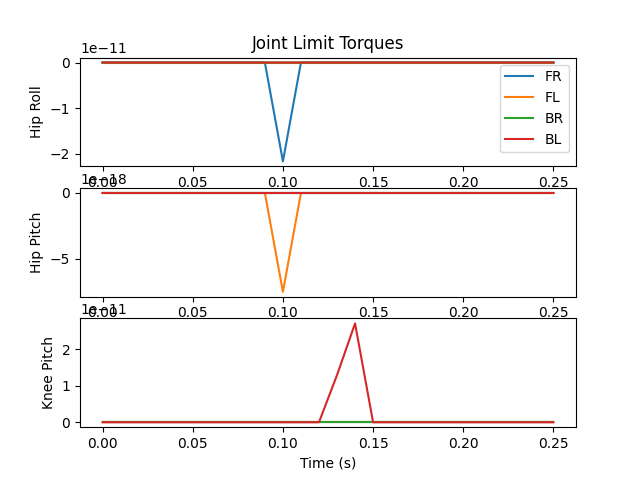 Joint Limit Torques
1e−11
0
−1
−2
Hip Roll
FR
FL
BR
BL
0.00 0.05 0.10 0.15 0.20 0.25
1e−18
0
−5
Hip Pitch
0.00 0.05 0.10 0.15 0.20 0.25
1e−11
2
1
0
Knee Pitch
0.00 0.05 0.10 0.15 0.20 0.25
Time (s)